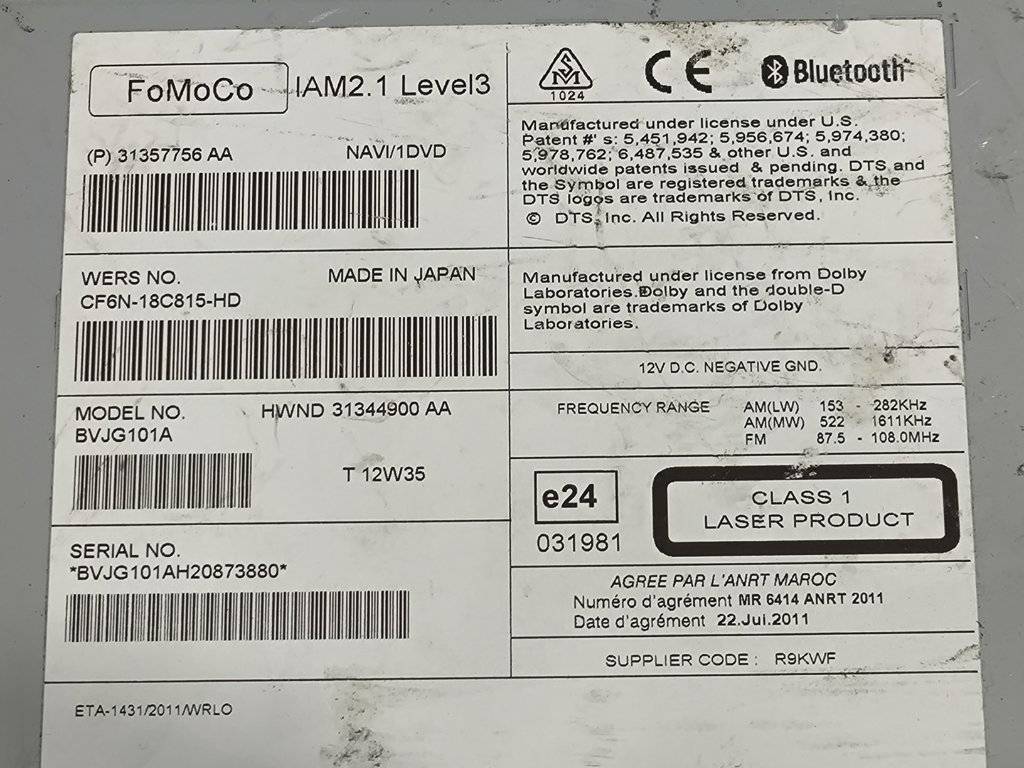 FoMoCo IAM2.1 Level3
(P) 31357756 AA NAVI/1DVD
WERS NO. MADE IN JAPAN
CF6N-18C815-HD
MODEL NO. HWND 31344900 AA
BVJG101A
T 12W35
SERIAL NO.
*BVJG101AH20873880*
ETA-1431/2011/WRLO
SM
1024
CE
Bluetooth
Manufactured under license under U.S.
Patent #' s: 5,451,942; 5,956,674; 5,974,380;
5,978,762; 6,487,535 & other U.S. and
worldwide patents issued & pending. DTS and
the Symbol are registered trademarks & the
DTS logos are trademarks of DTS, Inc.
© DTS, Inc. All Rights Reserved.
Manufactured under license from Dolby
Laboratories.Dolby and the double-D
symbol are trademarks of Dolby
Laboratories.
12V D.C. NEGATIVE GND.
FREQUENCY RANGE AM(LW) 153 - 282KHz
AM(MW) 522 - 1611KHz
FM 87.5 - 108.0MHz
e24
031981
CLASS 1
LASER PRODUCT
AGREE PAR L'ANRT MAROC
Numéro d'agrément MR 6414 ANRT 2011
Date d'agrément 22.Jul.2011
SUPPLIER CODE : R9KWF